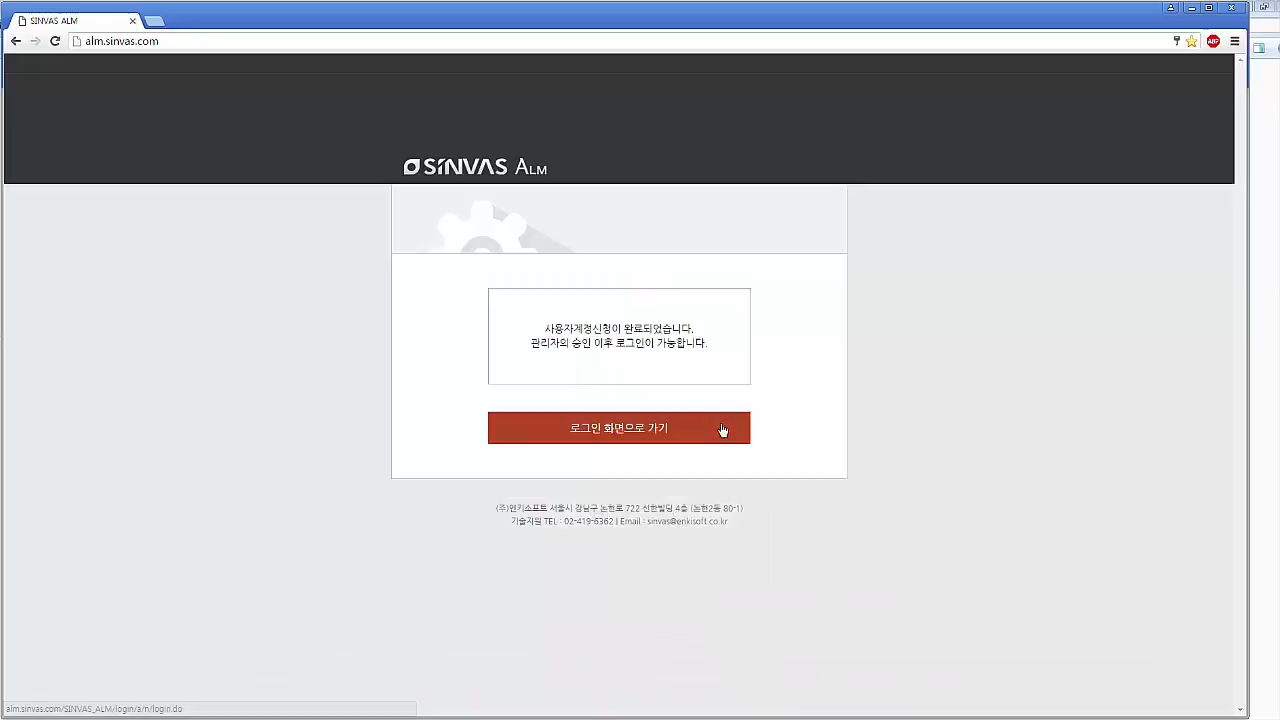 SINVAS ALM
alm.sinvas.com
ABP
SINVAS ALM
사용자계정신청이 완료되었습니다.
관리자의 승인 이후 로그인이 가능합니다.
로그인 화면으로 가기
(주)엔키소프트 서울시 강남구 논현로 722 신한빌딩 4층 (논현2동 80-1)
기술지원 TEL : 02-419-6362 | Email : sinvas@enkisoft.co.kr
alm.sinvas.com/SINVAS_ALM/login/a/n/login.do